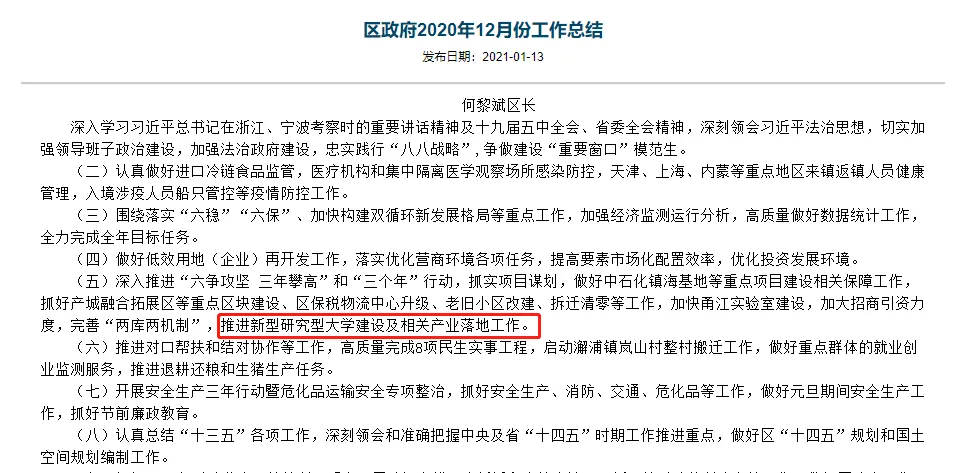 区政府2020年12月份工作总结
发布日期：2021-01-13
何黎斌区长
深入学习习近平总书记在浙江、宁波考察时的重要讲话精神及十九届五中全会、省委全会精神，深刻领会习近平法治思想，切实加
强领导班子政治建设，加强法治政府建设，忠实践行“八八战略”, 争做建设“重要窗口”模范生。
（二）认真做好进口冷链食品监管，医疗机构和集中隔离医学观察场所感染防控，天津、上海、内蒙等重点地区来镇返镇人员健康
管理，入境涉疫人员船只管控等疫情防控工作。
（三）围绕落实“六稳”“六保”、加快构建双循环新发展格局等重点工作，加强经济监测运行分析，高质量做好数据统计工作，
全力完成全年目标任务。
（四）做好低效用地（企业）再开发工作，落实优化营商环境各项任务，提高要素市场化配置效率，优化投资发展环境。
（五）深入推进“六争攻坚 三年攀高”和“三个年”行动，抓实项目谋划，做好中石化镇海基地等重点项目建设相关保障工作，
抓好产城融合拓展区等重点区块建设、区保税物流中心升级、老旧小区改建、拆迁清零等工作，加快甬江实验室建设，加大招商引资力
度，完善“两库两机制”，推进新型研究型大学建设及相关产业落地工作。
（六）推进对口帮扶和结对协作等工作，高质量完成8项民生实事工程，启动澥浦镇岚山村整村搬迁工作，做好重点群体的就业创
业监测服务，推进退耕还粮和生猪生产任务。
（七）开展安全生产三年行动暨危化品运输安全专项整治，抓好安全生产、消防、交通、危化品等工作，做好元旦期间安全生产工
作，抓好节前廉政教育。
（八）认真总结“十三五”各项工作，深刻领会和准确把握中央及省“十四五”时期工作推进重点，做好区“十四五”规划和国土
空间规划编制工作。